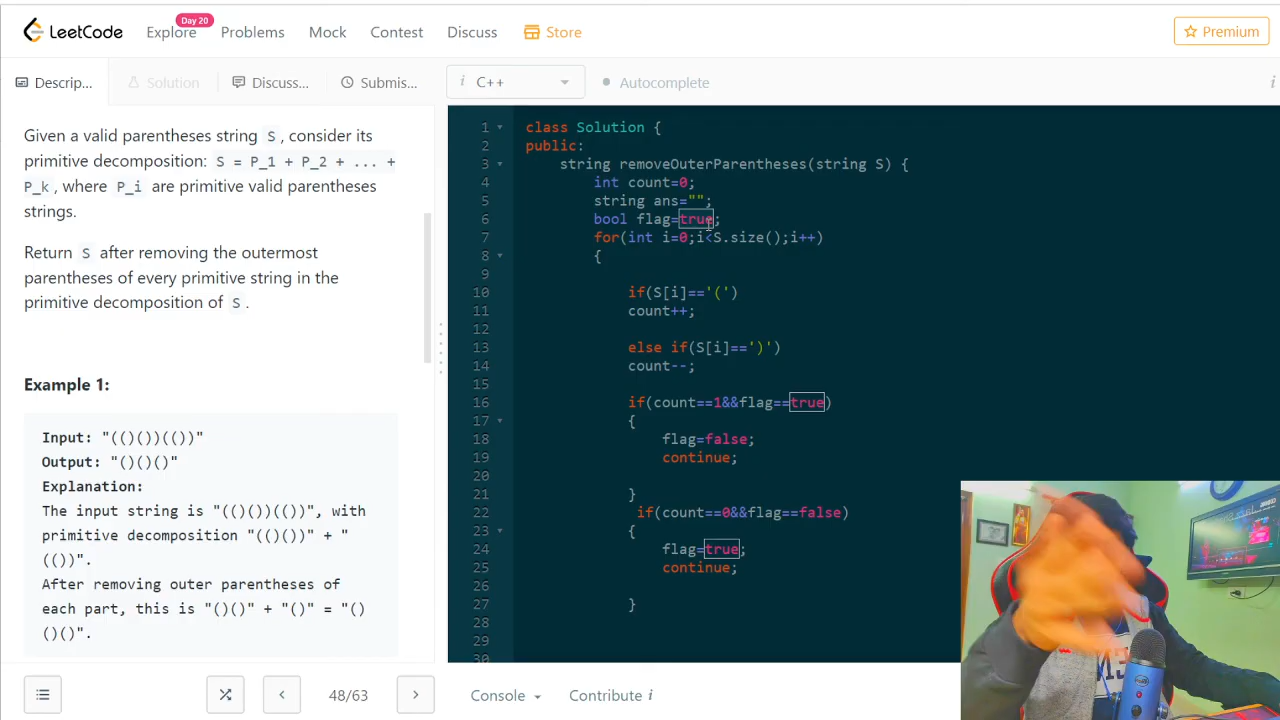 LeetCode
Day 20
Explore
Problems
Mock
Contest
Discuss
Store
Premium
Descrip...
Solution
Discuss...
Submis...
i C++
Autocomplete
i
Given a valid parentheses string S, consider its
primitive decomposition: S = P_1 + P_2 + ... +
P_k, where P_i are primitive valid parentheses
strings.
Return S after removing the outermost
parentheses of every primitive string in the
primitive decomposition of S.
Example 1:
Input: "(()())(())"
Output: "()()()"
Explanation:
The input string is "(()())(())", with
primitive decomposition "(()())" + "
(())".
After removing outer parentheses of
each part, this is "()()" + "()" = "()
()()".
1 class Solution {
2 public:
3 string removeOuterParentheses(string S) {
4 int count=0;
5 string ans="";
6 bool flag=true;
7 for(int i=0;i<S.size();i++)
8 {
9
10 if(S[i]=='(')
11 count++;
12
13 else if(S[i]==')')
14 count--;
15
16 if(count==1&&flag==true)
17 {
18 flag=false;
19 continue;
20
21 }
22 if(count==0&&flag==false)
23 {
24 flag=true;
25 continue;
26
27 }
28
29
30
48/63
Console
Contribute i